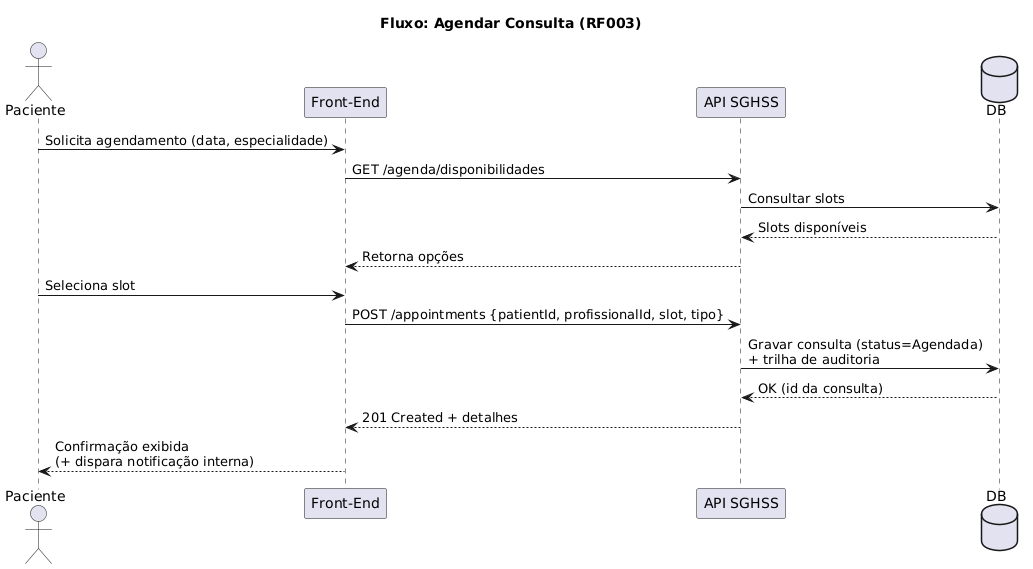 Fluxo: Agendar Consulta (RF003)
Paciente
Front-End
API SGHSS
DB
Solicita agendamento (data, especialidade)
GET /agenda/disponibilidades
Consultar slots
Slots disponíveis
Retorna opções
Seleciona slot
POST /appointments {patientId, profissionalId, slot, tipo}
Gravar consulta (status=Agendada)
+ trilha de auditoria
OK (id da consulta)
201 Created + detalhes
Confirmação exibida
(+ dispara notificação interna)
Paciente
Front-End
API SGHSS
DB